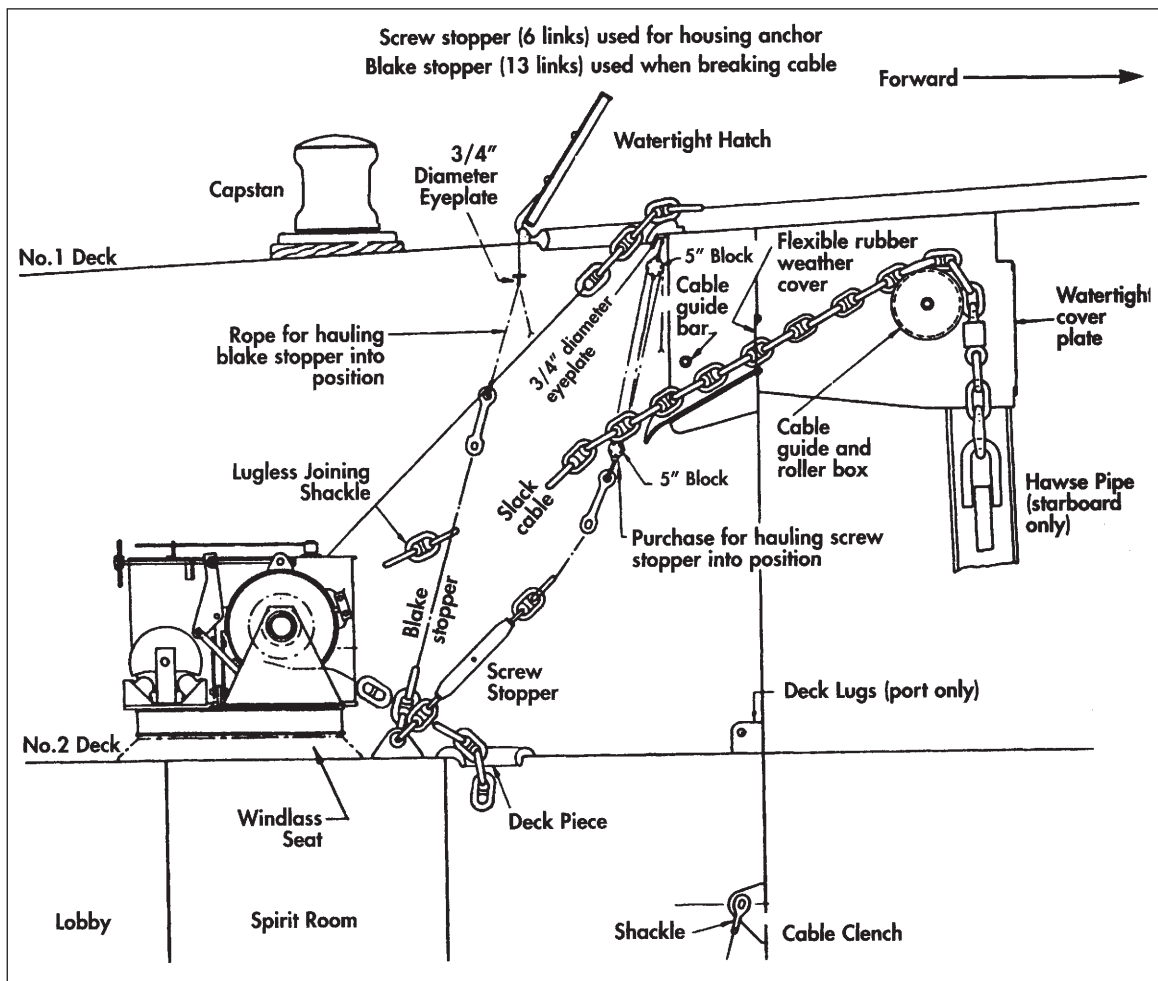 Screw stopper (6 links) used for housing anchor
Blake stopper (13 links) used when breaking cable
Forward
Watertight Hatch
3/4"
Diameter
Eyeplate
Capstan
No.1 Deck
5" Block
Cable
guide
bar
Flexible rubber
weather
cover
Watertight
cover
plate
Rope for hauling
blake stopper into
position
3/4" diameter
eyeplate
Cable
guide and
roller box
Hawse Pipe
(starboard
only)
Lugless Joining
Shackle
Slack
cable
5" Block
Purchase for hauling screw
stopper into position
Blake
stopper
Screw
Stopper
Deck Lugs (port only)
No.2 Deck
Windlass
Seat
Deck Piece
Lobby
Spirit Room
Shackle
Cable Clench